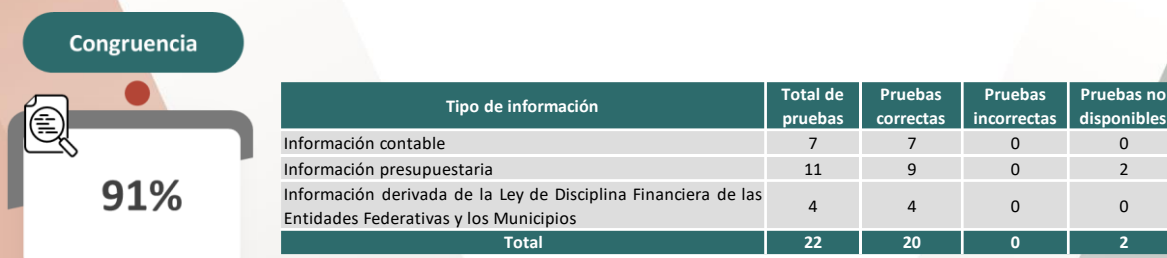 Congruencia
91%
Tipo de información Total de pruebas Pruebas correctas Pruebas incorrectas Pruebas no disponibles
Información contable 7 7 0 0
Información presupuestaria 11 9 0 2
Información derivada de la Ley de Disciplina Financiera de las
Entidades Federativas y los Municipios 4 4 0 0
Total 22 20 0 2